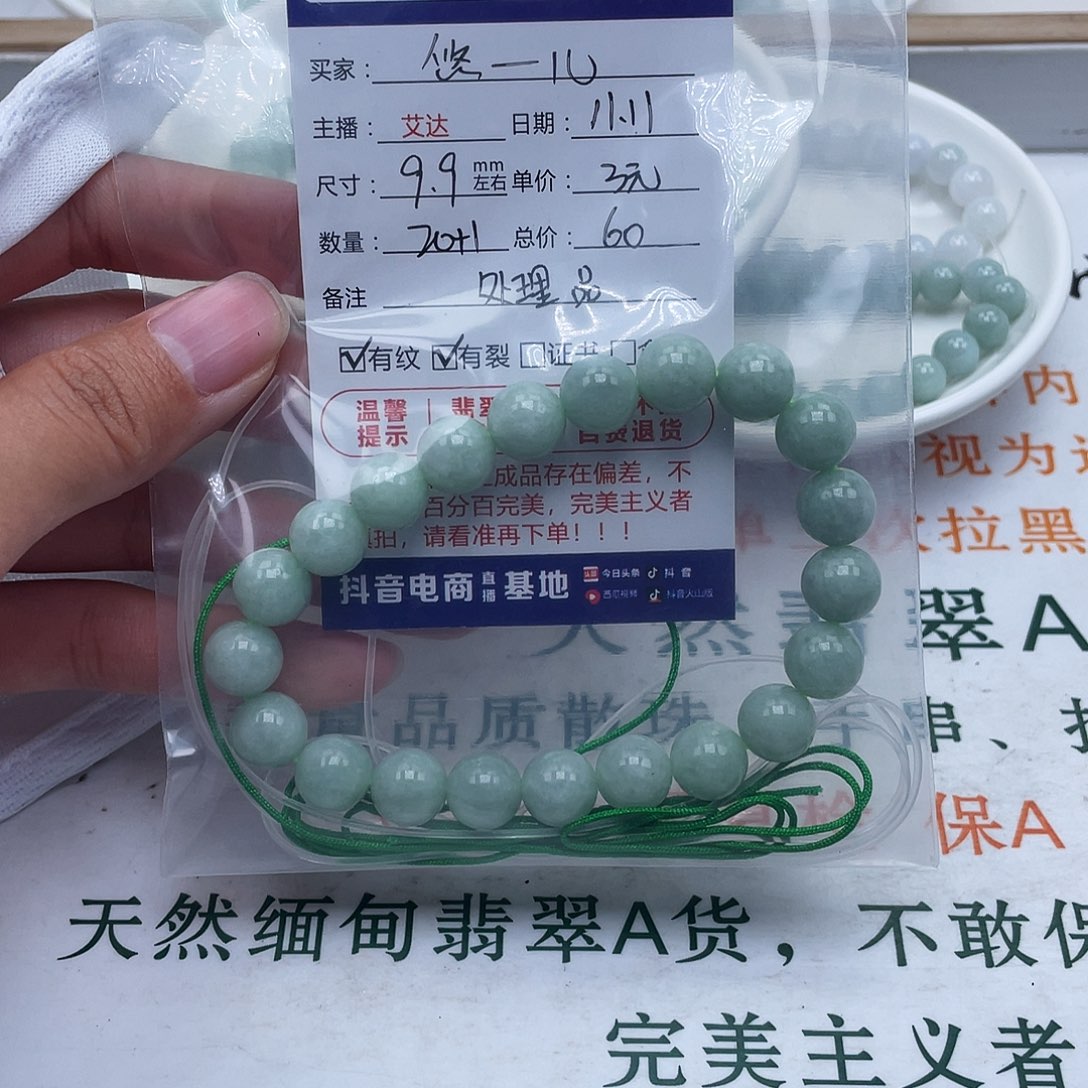 买家：悠一儿
主播：艾达 日期：11.11
尺寸：9.9 mm左右 单价：3元
数量：20+1 总价：60
备注 处理品
有纹 有裂 证书
温馨提示 翡翠 自费退货
成品存在偏差，不
百分百完美，完美主义者
请看准再下单！！！
抖音电商直播基地
今日头条 抖音
西瓜视频 抖音火山版
内
视为
拉黑
天然翡翠A
品质散珠 手串、
保A
天然缅甸翡翠A货，不敢保
完美主义者